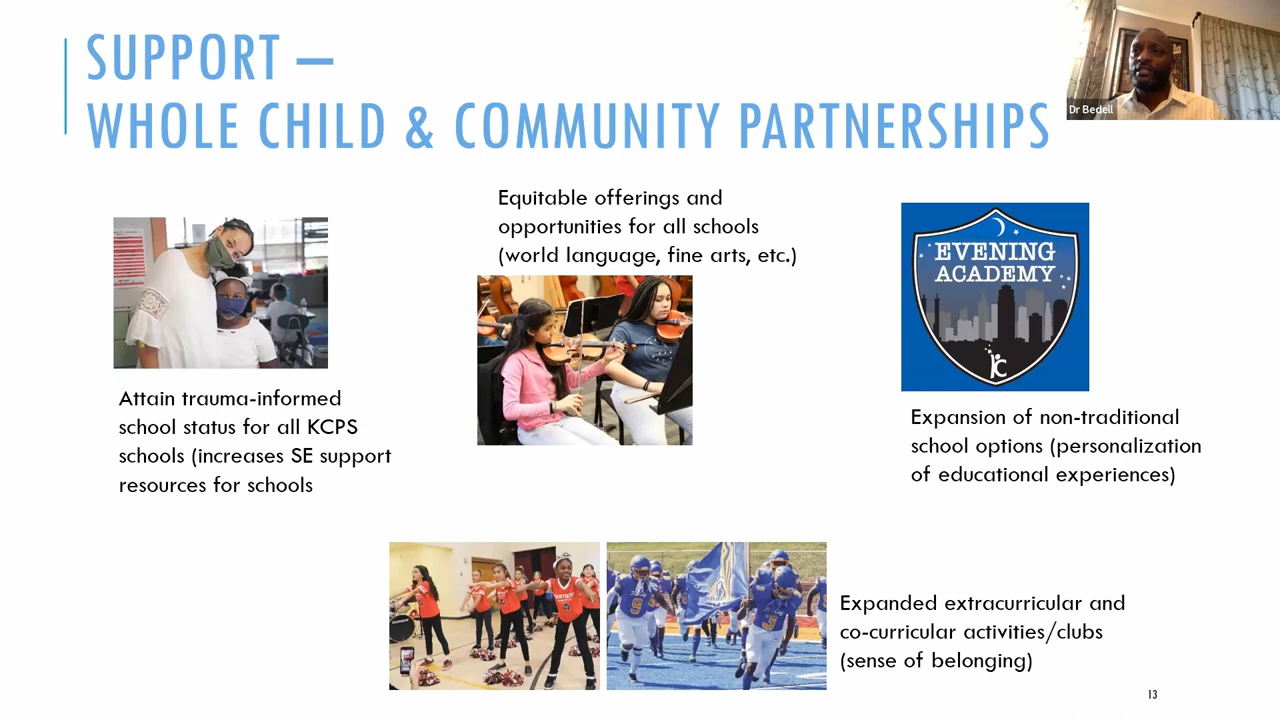 SUPPORT –
WHOLE CHILD & COMMUNITY PARTNERSHIPS
Dr Bedell
Equitable offerings and
opportunities for all schools
(world language, fine arts, etc.)
EVENING
ACADEMY
KC
Attain trauma-informed
school status for all KCPS
schools (increases SE support
resources for schools
Expansion of non-traditional
school options (personalization
of educational experiences)
9
3
Expanded extracurricular and
co-curricular activities/clubs
(sense of belonging)
13